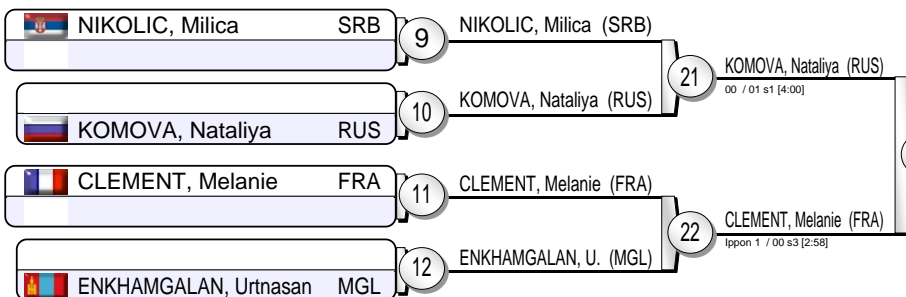 NIKOLIC, Milica SRB
9
NIKOLIC, Milica (SRB)
21
KOMOVA, Nataliya (RUS)
00 / 01 s1 [4:00]
10
KOMOVA, Nataliya (RUS)
KOMOVA, Nataliya RUS
CLEMENT, Melanie FRA
11
CLEMENT, Melanie (FRA)
22
CLEMENT, Melanie (FRA)
Ippon 1 / 00 s3 [2:58]
12
ENKHAMGALAN, U. (MGL)
ENKHAMGALAN, Urtnasan MGL